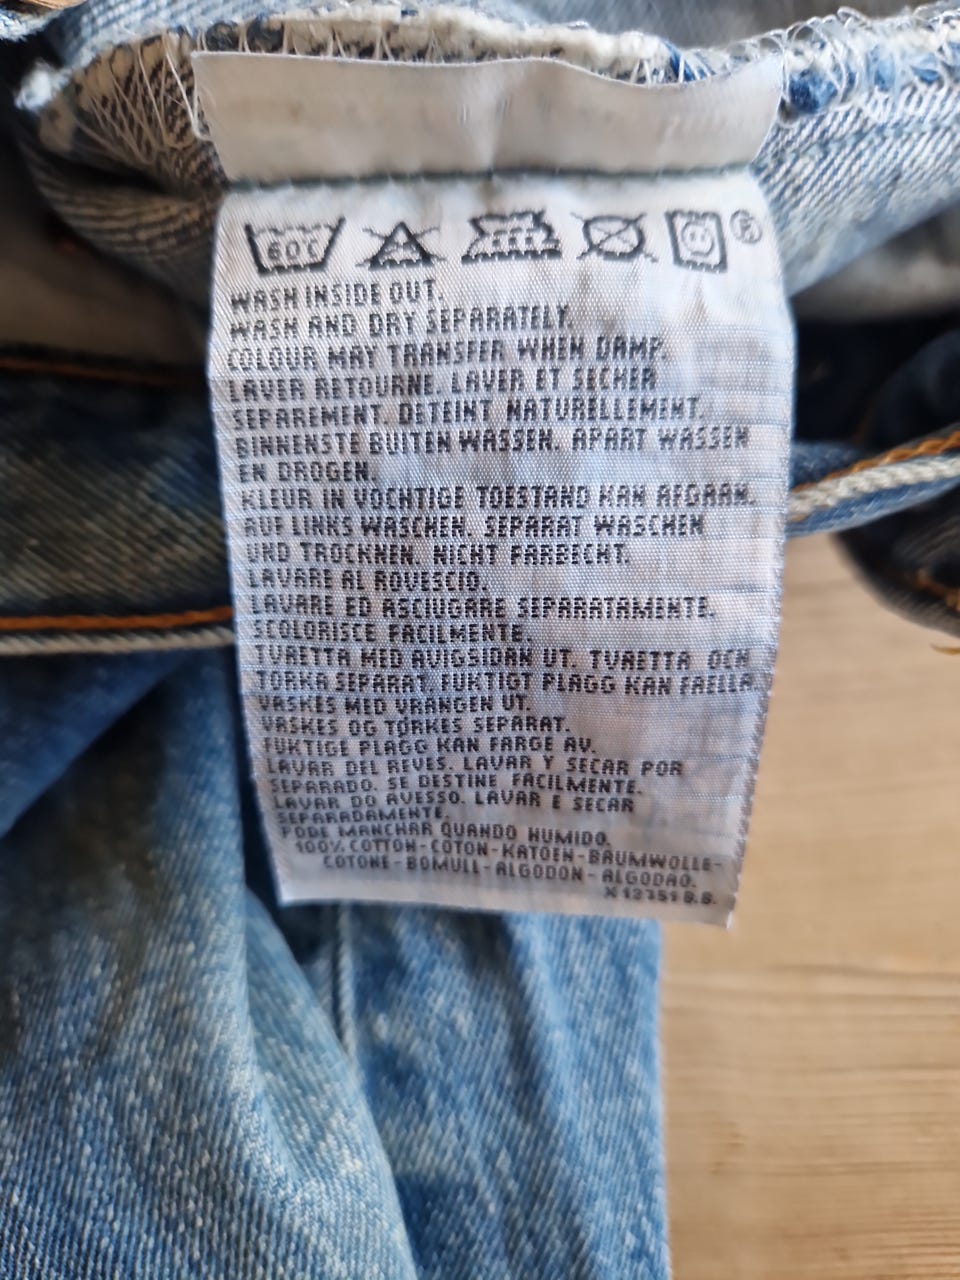 60C
®
WASH INSIDE OUT.
WASH AND DRY SEPARATELY.
COLOUR MAY TRANSFER WHEN DAMP.
LAVER RETOURNE. LAVER ET SECHER
SEPAREMENT. DETEINT NATURELLEMENT.
BINNENSTE BUITEN WASSEN. APART WASSEN
EN DROGEN.
KLEUR IN VOCHTIGE TOESTAND KAN AFGAAN.
AUF LINKS WASCHEN. SEPARAT WASCHEN
UND TROCKNEN. NICHT FARBECHT.
LAVARE AL ROVESCIO.
LAVARE ED ASCIUGARE SEPARATAMENTE.
SCOLORISCE FACILMENTE.
TVAETTA MED AVIGSIDAN UT. TVAETTA OCH
TORKA SEPARAT. FUKTIGT PLAGG KAN FAELLA.
VASKES MED VRANGEN UT.
VASKES OG TØRKES SEPARAT.
FUKTIGE PLAGG KAN FARGE AV.
LAVAR DEL REVES. LAVAR Y SECAR POR
SEPARADO. SE DESTINE FACILMENTE.
LAVAR DO AVESSO. LAVAR E SECAR
SEPARADAMENTE.
PODE MANCHAR QUANDO HUMIDO.
100% COTTON-COTON-KATOEN-BAUMWOLLE-
COTONE-BOMULL-ALGODON-ALGODAO.